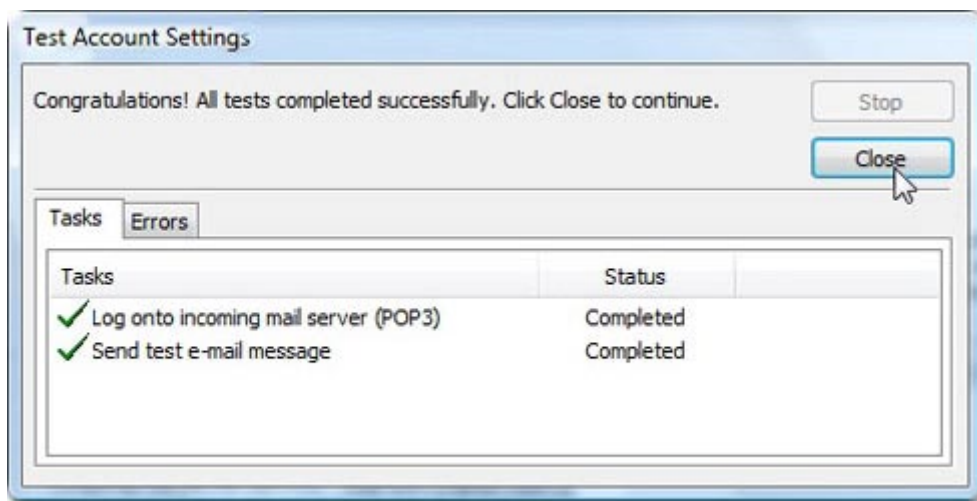 Test Account Settings
Congratulations! All tests completed successfully. Click Close to continue.
Stop
Close
Tasks Errors
Tasks Status
Log onto incoming mail server (POP3) Completed
Send test e-mail message Completed